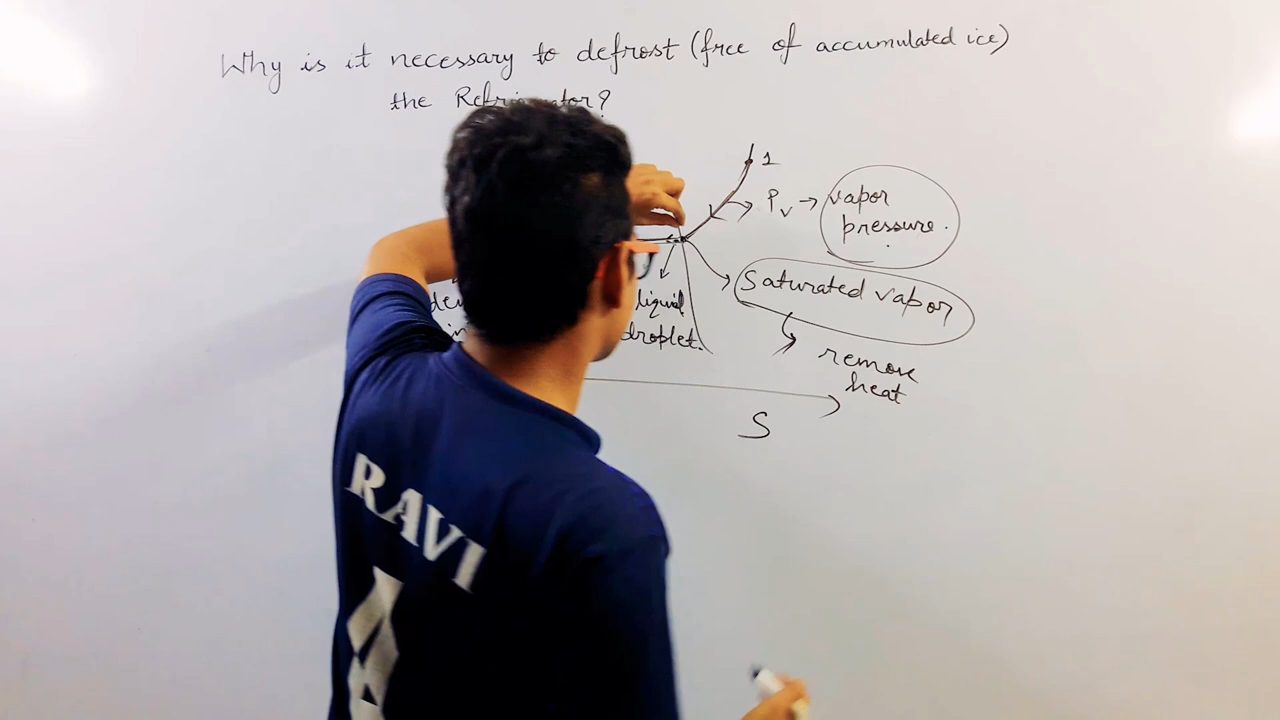 Why is it necessary to defrost (free of accumulated ice)
the Refrigerator?
1
Pv → vapor
pressure.
Saturated vapor
liquid
droplet.
remove
heat
S
RAVI